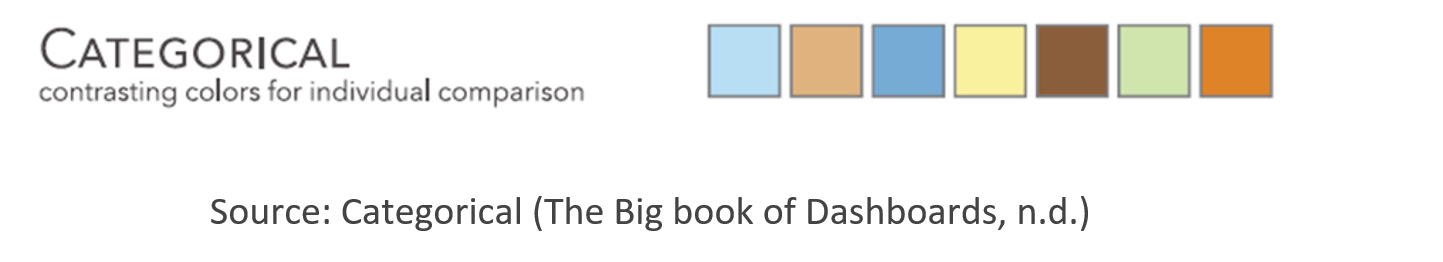 CATEGORICAL
contrasting colors for individual comparison
Source: Categorical (The Big book of Dashboards, n.d.)